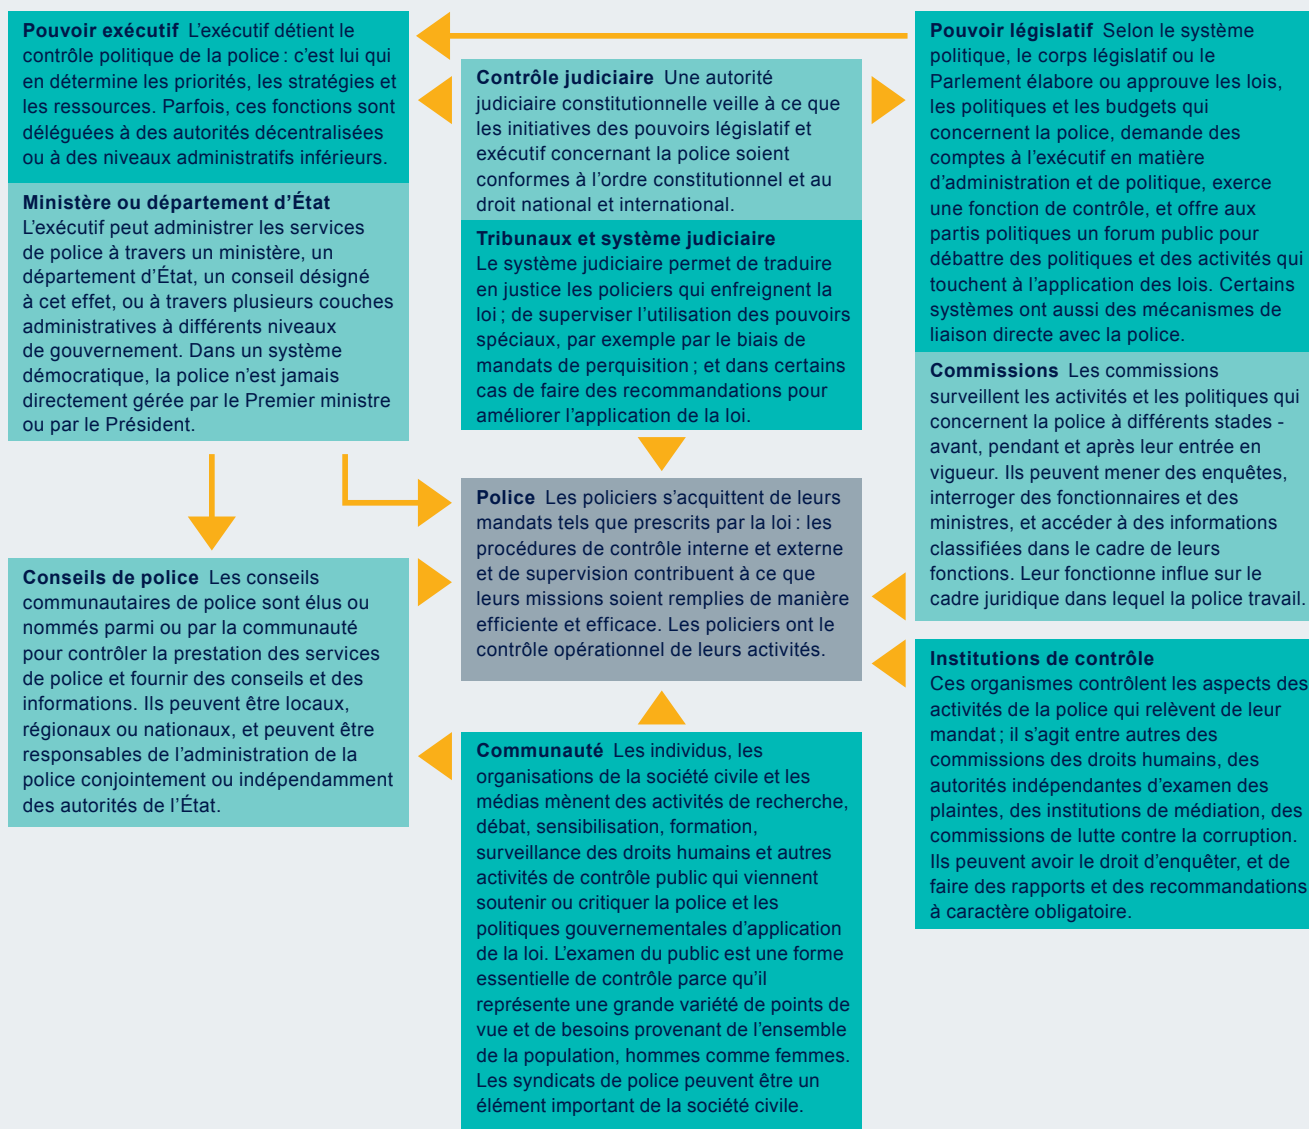 Pouvoir exécutif L'exécutif détient le
contrôle politique de la police : c'est lui qui
en détermine les priorités, les stratégies et
les ressources. Parfois, ces fonctions sont
déléguées à des autorités décentralisées
ou à des niveaux administratifs inférieurs.
Ministère ou département d'État
L'exécutif peut administrer les services
de police à travers un ministère, un
département d'État, un conseil désigné
à cet effet, ou à travers plusieurs couches
administratives à différents niveaux
de gouvernement. Dans un système
démocratique, la police n'est jamais
directement gérée par le Premier ministre
ou par le Président.
Conseils de police Les conseils
communautaires de police sont élus ou
nommés parmi ou par la communauté
pour contrôler la prestation des services
de police et fournir des conseils et des
informations. Ils peuvent être locaux,
régionaux ou nationaux, et peuvent être
responsables de l'administration de la
police conjointement ou indépendamment
des autorités de l'État.
Contrôle judiciaire Une autorité
judiciaire constitutionnelle veille à ce que
les initiatives des pouvoirs législatif et
exécutif concernant la police soient
conformes à l'ordre constitutionnel et au
droit national et international.
Tribunaux et système judiciaire
Le système judiciaire permet de traduire
en justice les policiers qui enfreignent la
loi ; de superviser l'utilisation des pouvoirs
spéciaux, par exemple par le biais de
mandats de perquisition ; et dans certains
cas de faire des recommandations pour
améliorer l'application de la loi.
Police Les policiers s'acquittent de leurs
mandats tels que prescrits par la loi : les
procédures de contrôle interne et externe
et de supervision contribuent à ce que
leurs missions soient remplies de manière
efficiente et efficace. Les policiers ont le
contrôle opérationnel de leurs activités.
Communauté Les individus, les
organisations de la société civile et les
médias mènent des activités de recherche,
débat, sensibilisation, formation,
surveillance des droits humains et autres
activités de contrôle public qui viennent
soutenir ou critiquer la police et les
politiques gouvernementales d'application
de la loi. L'examen du public est une forme
essentielle de contrôle parce qu'il
représente une grande variété de points de
vue et de besoins provenant de l'ensemble
de la population, hommes comme femmes.
Les syndicats de police peuvent être un
élément important de la société civile.
Pouvoir législatif Selon le système
politique, le corps législatif ou le
Parlement élabore ou approuve les lois,
les politiques et les budgets qui
concernent la police, demande des
comptes à l'exécutif en matière
d'administration et de politique, exerce
une fonction de contrôle, et offre aux
partis politiques un forum public pour
débattre des politiques et des activités qui
touchent à l'application des lois. Certains
systèmes ont aussi des mécanismes de
liaison directe avec la police.
Commissions Les commissions
surveillent les activités et les politiques qui
concernent la police à différents stades -
avant, pendant et après leur entrée en
vigueur. Ils peuvent mener des enquêtes,
interroger des fonctionnaires et des
ministres, et accéder à des informations
classifiées dans le cadre de leurs
fonctions. Leur fonctionne influe sur le
cadre juridique dans lequel la police travail.
Institutions de contrôle
Ces organismes contrôlent les aspects des
activités de la police qui relèvent de leur
mandat ; il s'agit entre autres des
commissions des droits humains, des
autorités indépendantes d'examen des
plaintes, des institutions de médiation, des
commissions de lutte contre la corruption.
Ils peuvent avoir le droit d'enquêter, et de
faire des rapports et des recommandations
à caractère obligatoire.